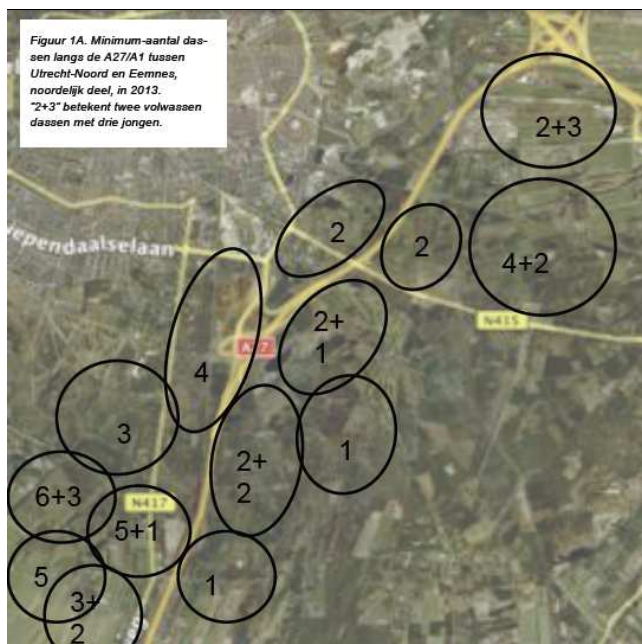 Figuur 1A. Minimum-aantal das-
sen langs de A27/A1 tussen
Utrecht-Noord en Eemnes,
noordelijk deel, in 2013.
"2+3" betekent twee volwassen
dassen met drie jongen.
2+3
2
2
4+2
ependaalselaan
N415
2+
1
A27
4
3
1
2+
2
6+3
N417
5+1
5
1
3+
2